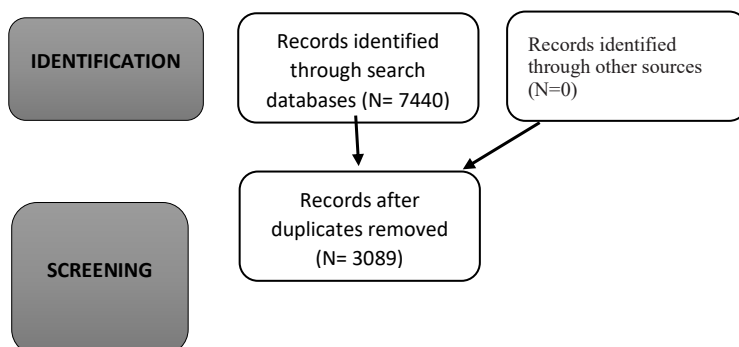 IDENTIFICATION
Records identified
through search
databases (N= 7440)
Records identified
through other sources
(N=0)
Records after
duplicates removed
(N= 3089)
SCREENING